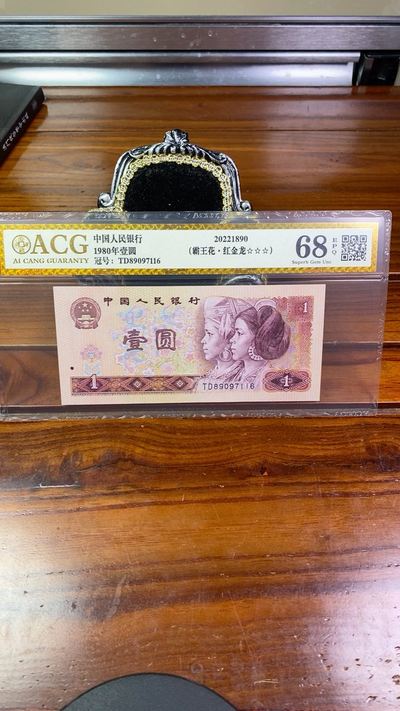 ACG
AI CANG GUARANTY
中国人民银行
1980年壹圆
冠号：TD89097116
20221890
（霸王花·红金龙☆☆☆）
68
EPQ
Superb Gem Unc
中国人民银行
壹圆
1
1
1
TD89097116